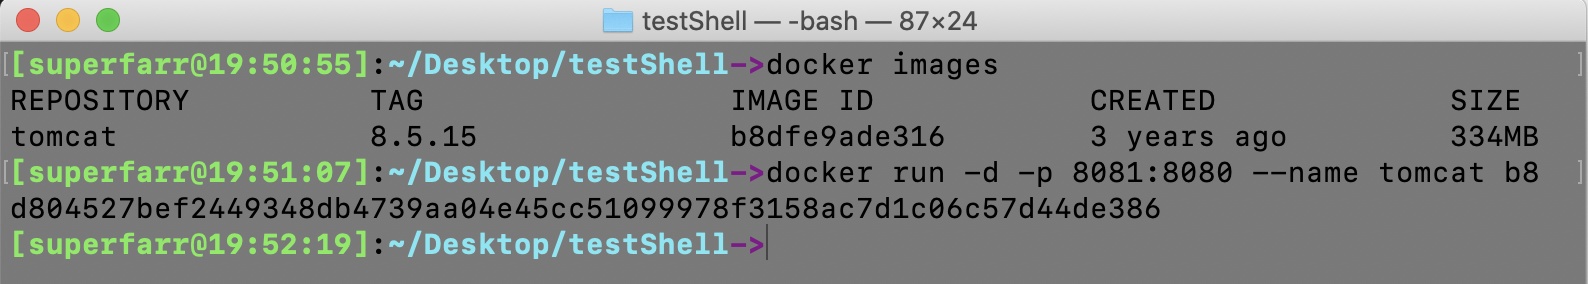 testShell — -bash — 87×24
[[superfarr@19:50:55]:~/Desktop/testShell->docker images ]
REPOSITORY TAG IMAGE ID CREATED SIZE
tomcat 8.5.15 b8dfe9ade316 3 years ago 334MB
[[superfarr@19:51:07]:~/Desktop/testShell->docker run -d -p 8081:8080 --name tomcat b8 ]
d804527bef2449348db4739aa04e45cc51099978f3158ac7d1c06c57d44de386
[superfarr@19:52:19]:~/Desktop/testShell->